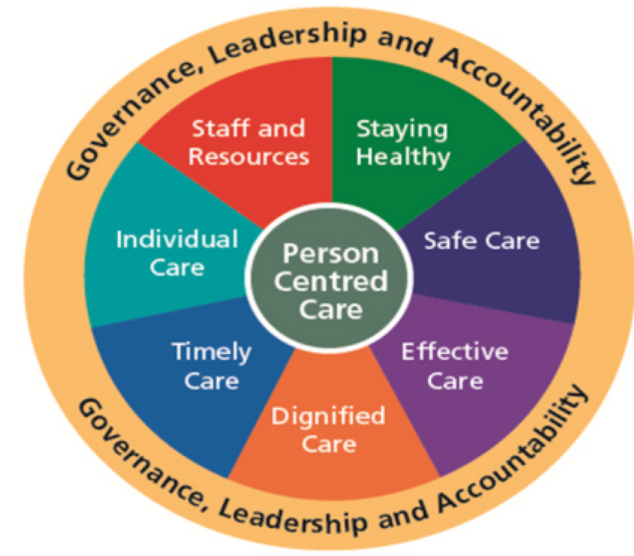 Governance, Leadership and Accountability
Staff and
Resources
Staying
Healthy
Individual
Care
Person
Centred
Care
Safe Care
Timely
Care
Effective
Care
Dignified
Care
Governance, Leadership and Accountability